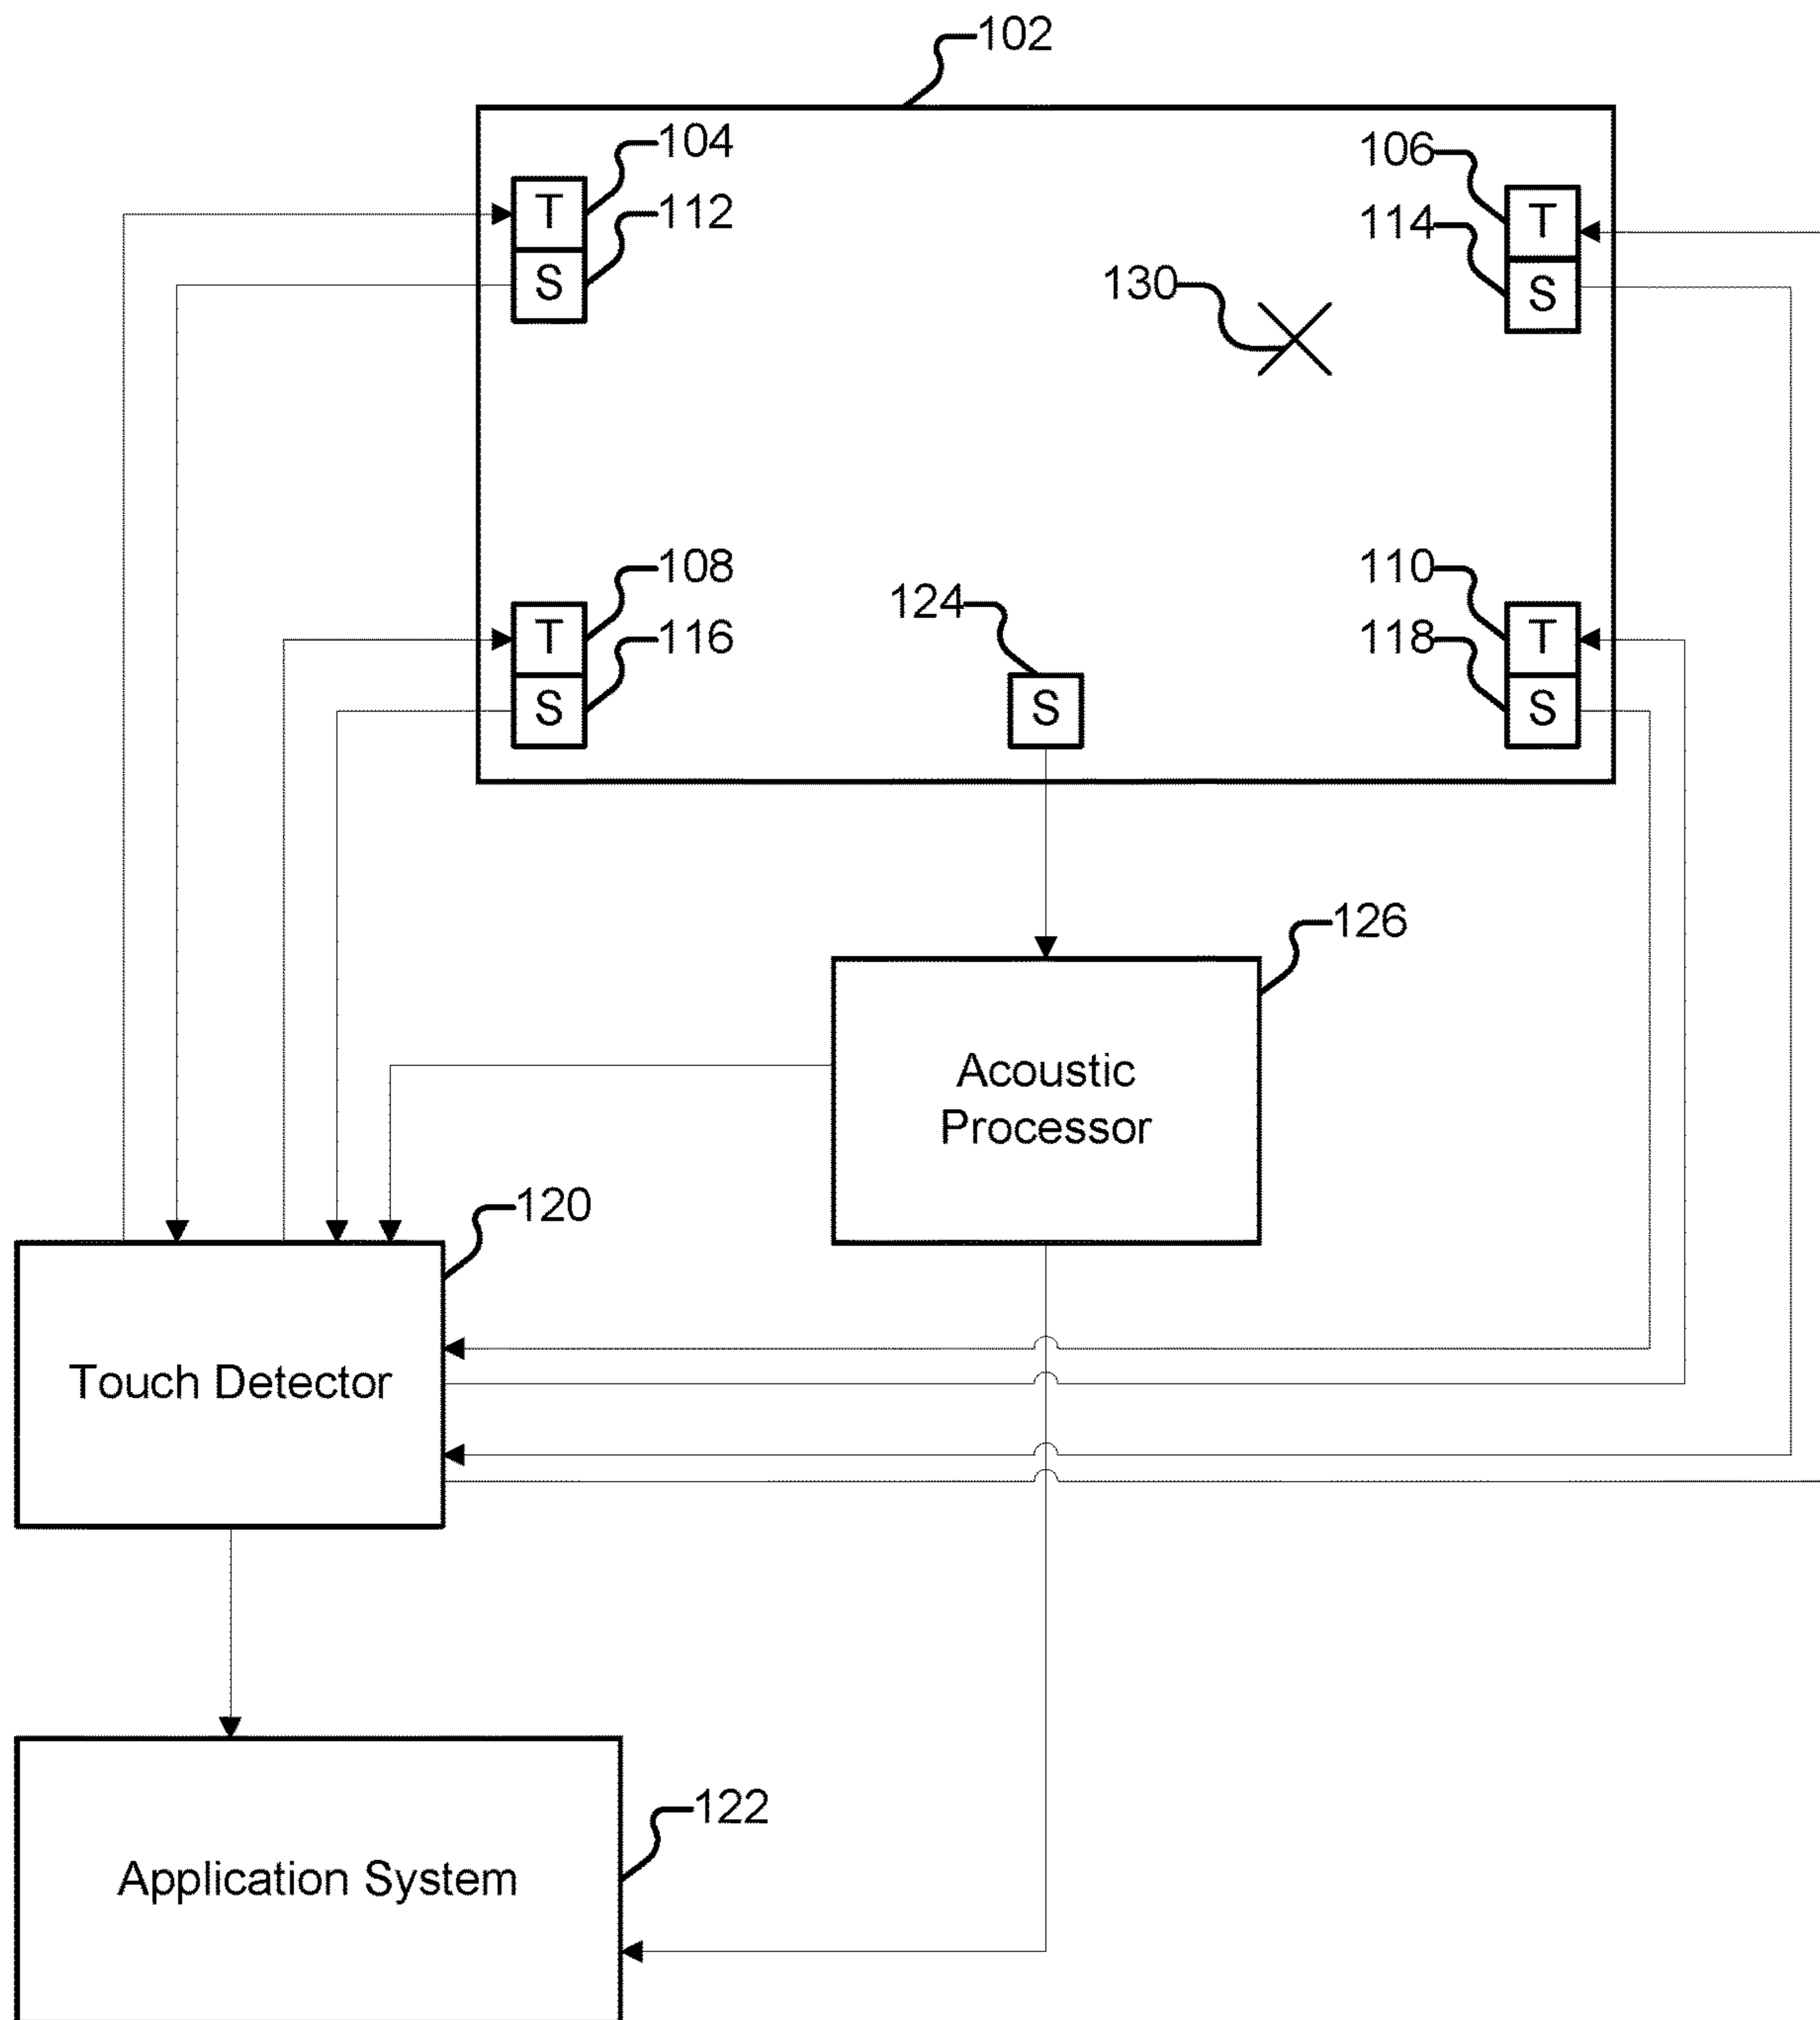 102
104
106
T
T
112
114
S
S
130
108
110
124
T
T
116
118
S
S
S
126
Acoustic
Processor
120
Touch Detector
122
Application System